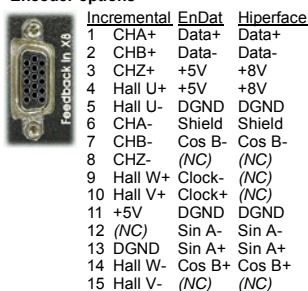 Encoder options
Feedback In X8
Incremental EnDat Hiperface
1 CHA+ Data+ Data+
2 CHB+ Data- Data-
3 CHZ+ +5V +8V
4 Hall U+ +5V +8V
5 Hall U- DGND DGND
6 CHA- Shield Shield
7 CHB- Cos B- Cos B-
8 CHZ- (NC) (NC)
9 Hall W+ Clock- (NC)
10 Hall V+ Clock+ (NC)
11 +5V DGND DGND
12 (NC) Sin A- Sin A-
13 DGND Sin A+ Sin A+
14 Hall W- Cos B+ Cos B+
15 Hall V- (NC) (NC)